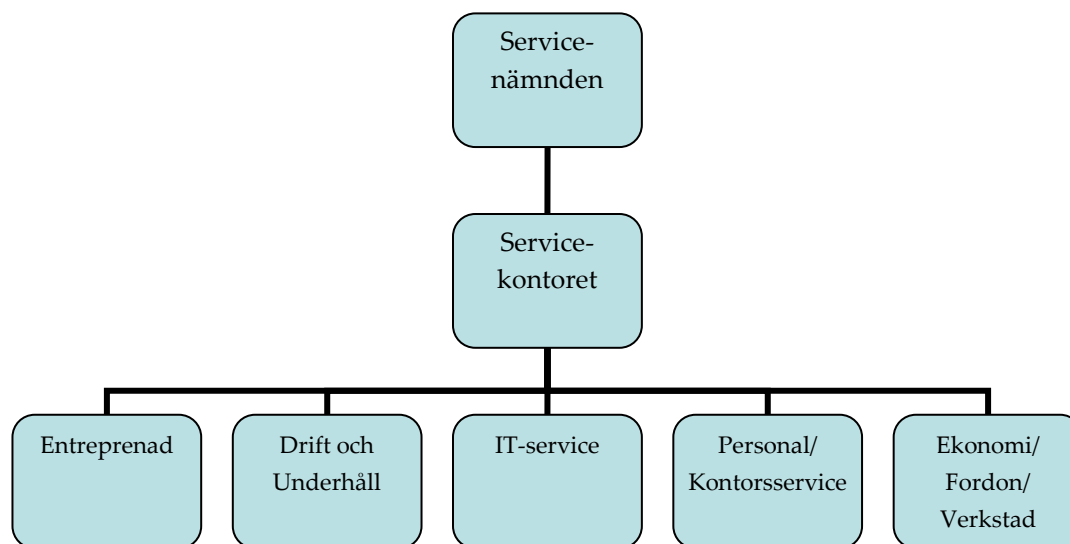 Service-
nämnden
Service-
kontoret
Entreprenad
Drift och
Underhåll
IT-service
Personal/
Kontorsservice
Ekonomi/
Fordon/
Verkstad